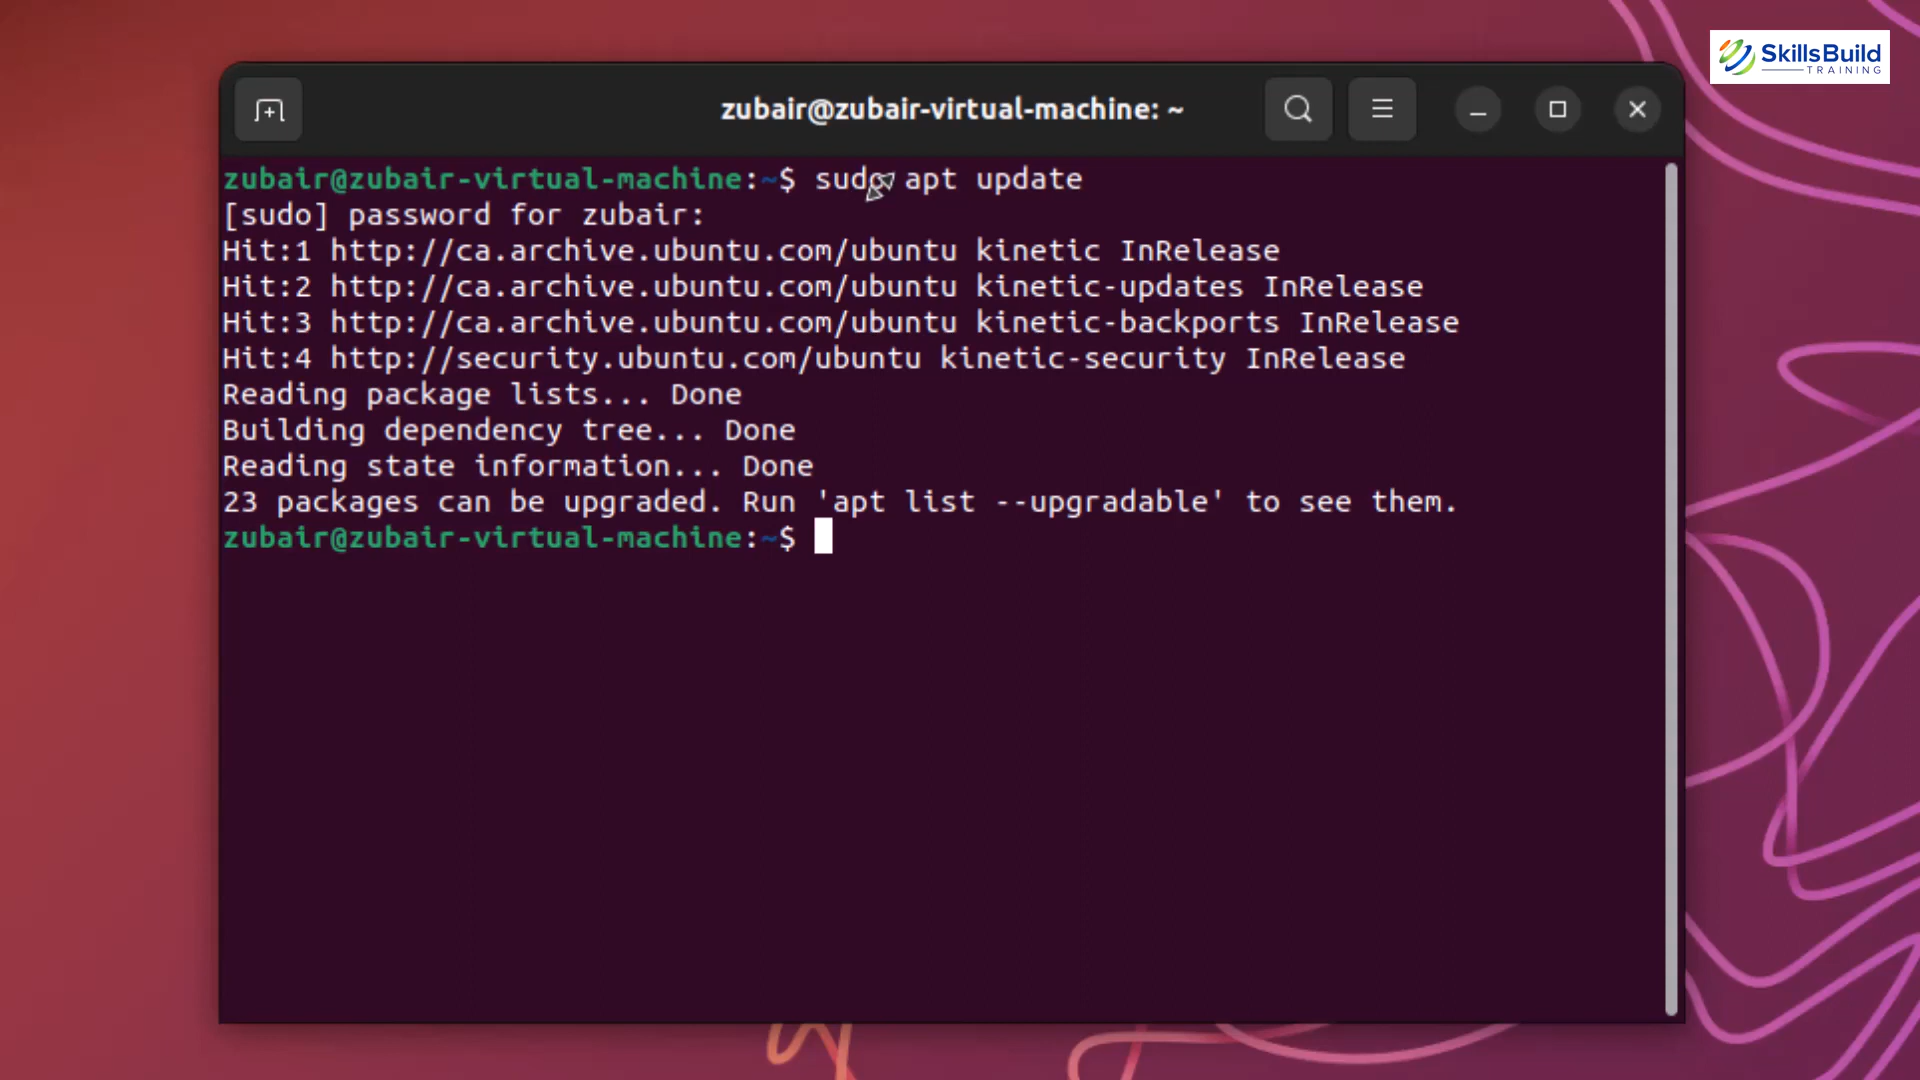 SkillsBuild
TRAINING
zubair@zubair-virtual-machine: ~
zubair@zubair-virtual-machine:~$ sudo apt update
[sudo] password for zubair:
Hit:1 http://ca.archive.ubuntu.com/ubuntu kinetic InRelease
Hit:2 http://ca.archive.ubuntu.com/ubuntu kinetic-updates InRelease
Hit:3 http://ca.archive.ubuntu.com/ubuntu kinetic-backports InRelease
Hit:4 http://security.ubuntu.com/ubuntu kinetic-security InRelease
Reading package lists... Done
Building dependency tree... Done
Reading state information... Done
23 packages can be upgraded. Run 'apt list --upgradable' to see them.
zubair@zubair-virtual-machine:~$